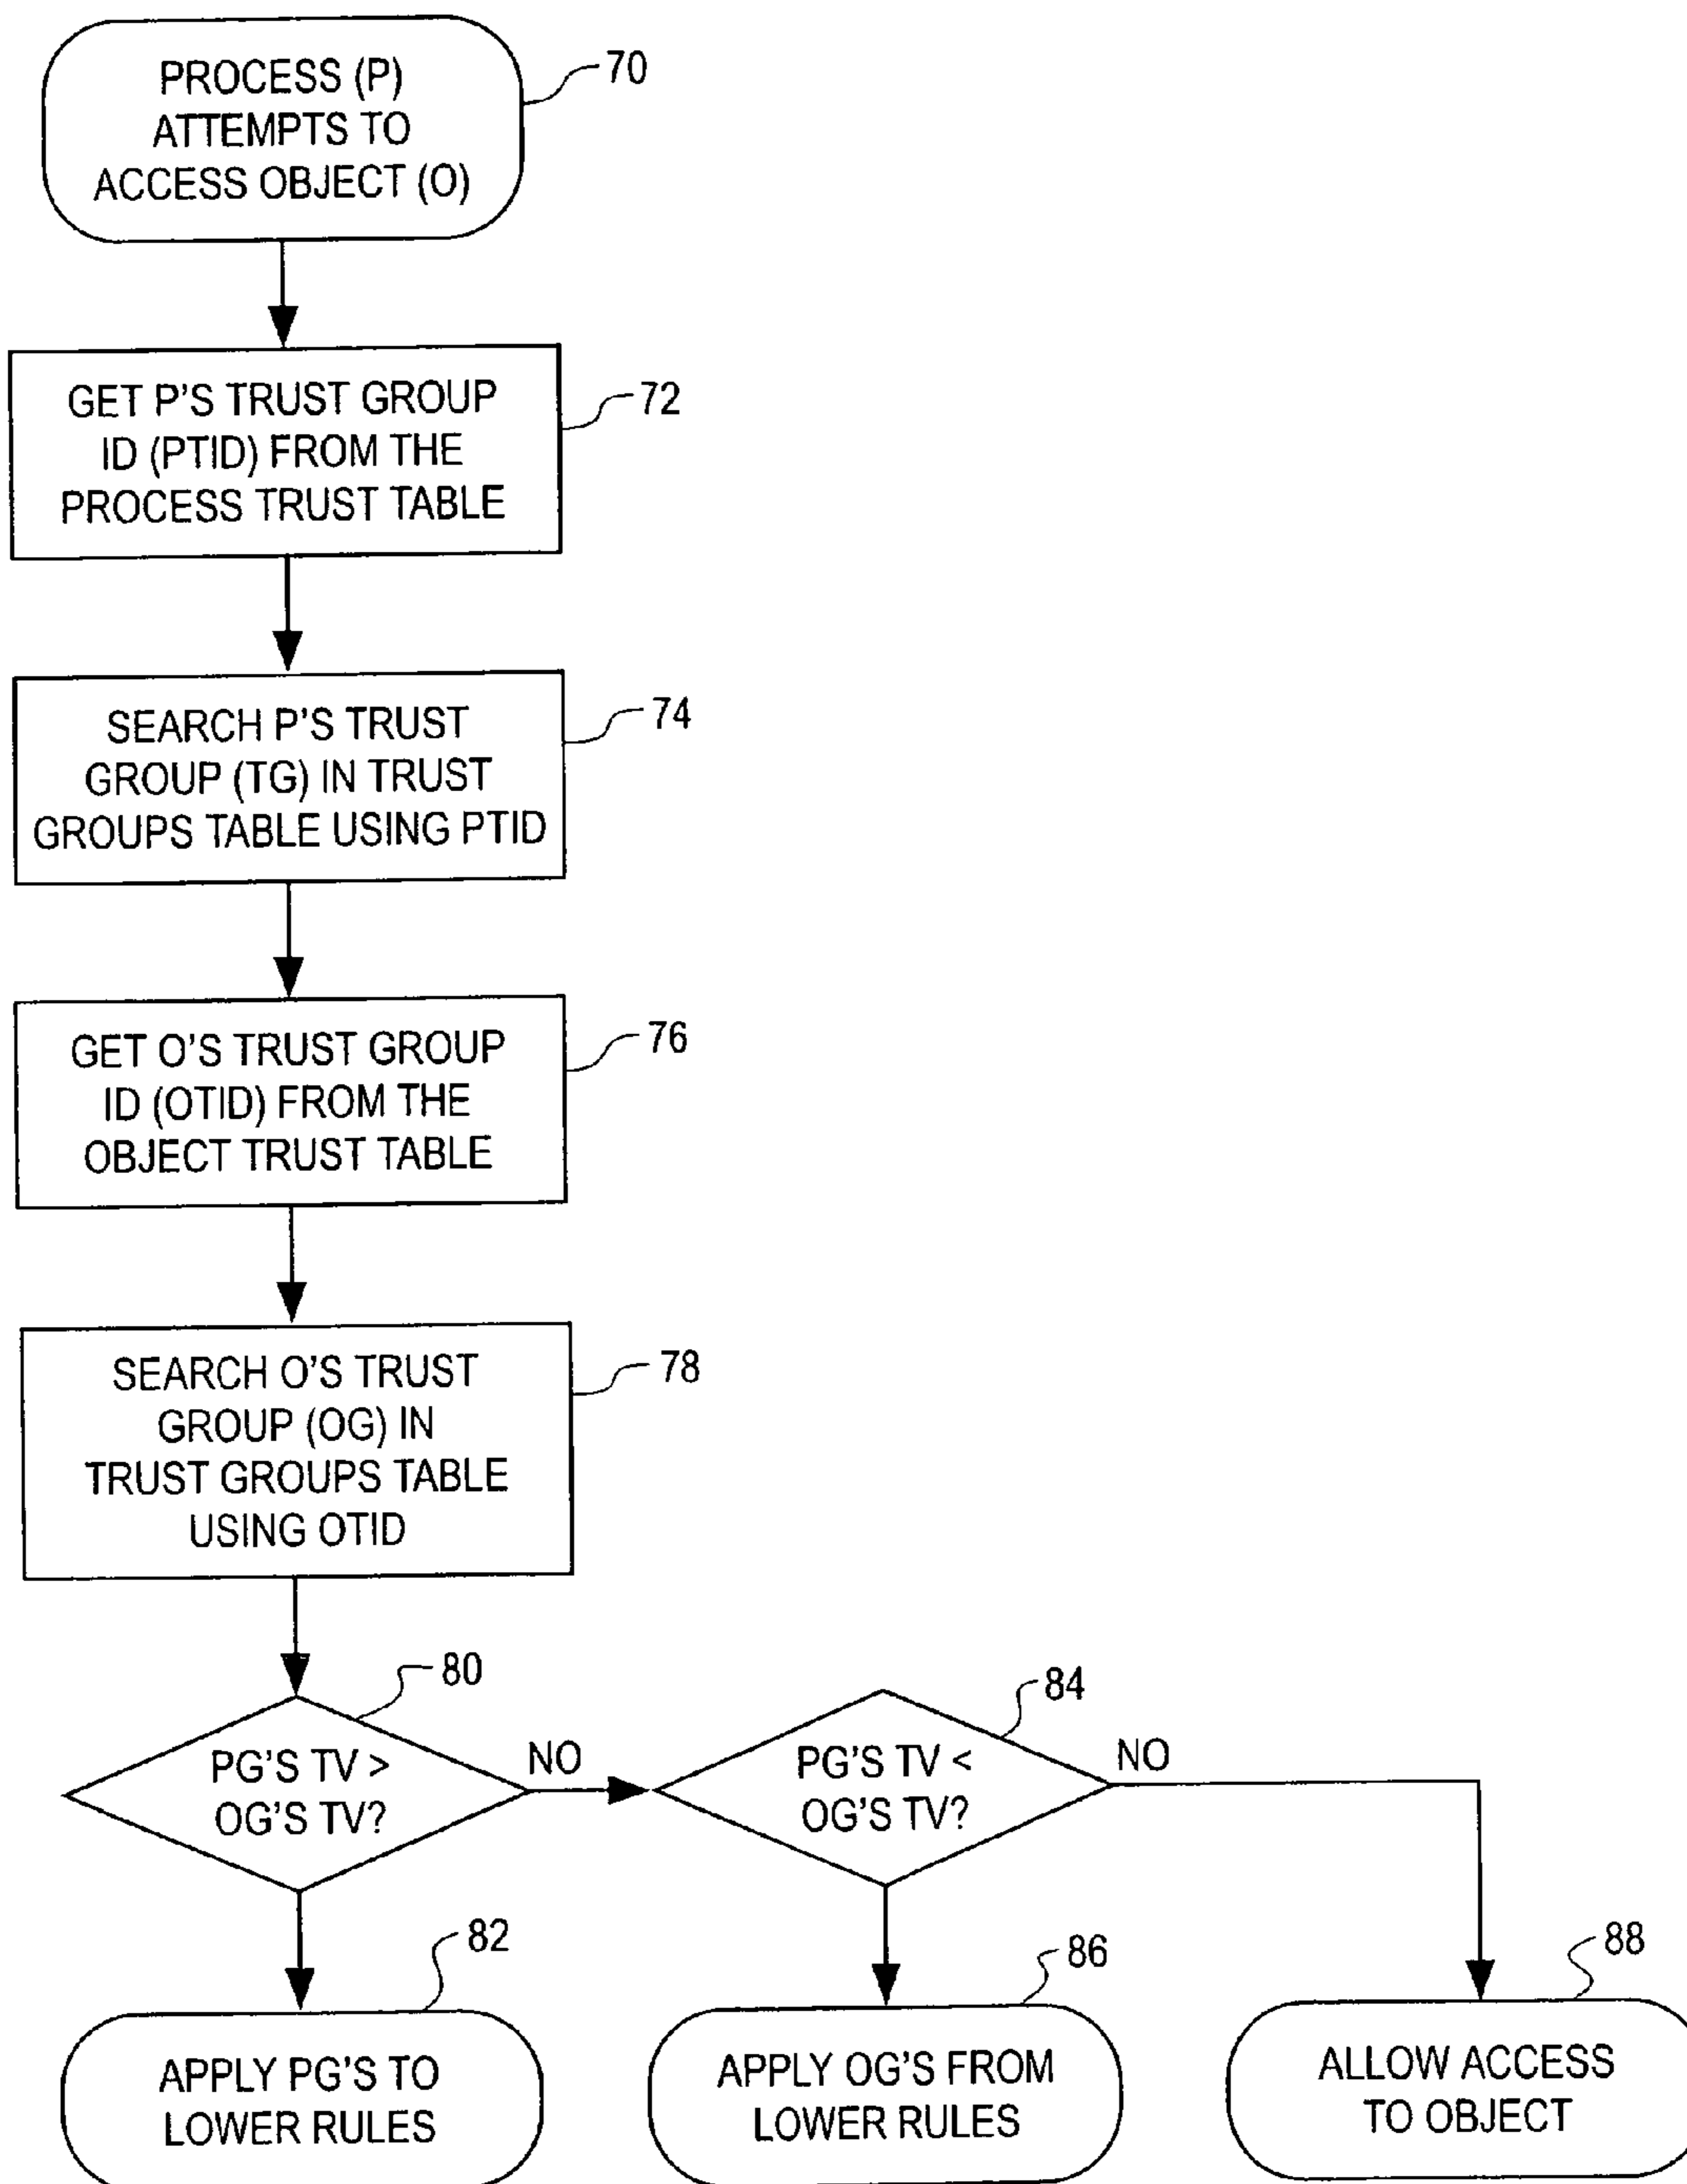 PROCESS (P)
ATTEMPTS TO
ACCESS OBJECT (O)
70
GET P'S TRUST GROUP
ID (PTID) FROM THE
PROCESS TRUST TABLE
72
SEARCH P'S TRUST
GROUP (TG) IN TRUST
GROUPS TABLE USING PTID
74
GET O'S TRUST GROUP
ID (OTID) FROM THE
OBJECT TRUST TABLE
76
SEARCH O'S TRUST
GROUP (OG) IN
TRUST GROUPS TABLE
USING OTID
78
PG'S TV >
OG'S TV?
80
NO
PG'S TV <
OG'S TV?
84
NO
APPLY PG'S TO
LOWER RULES
82
APPLY OG'S FROM
LOWER RULES
86
ALLOW ACCESS
TO OBJECT
88